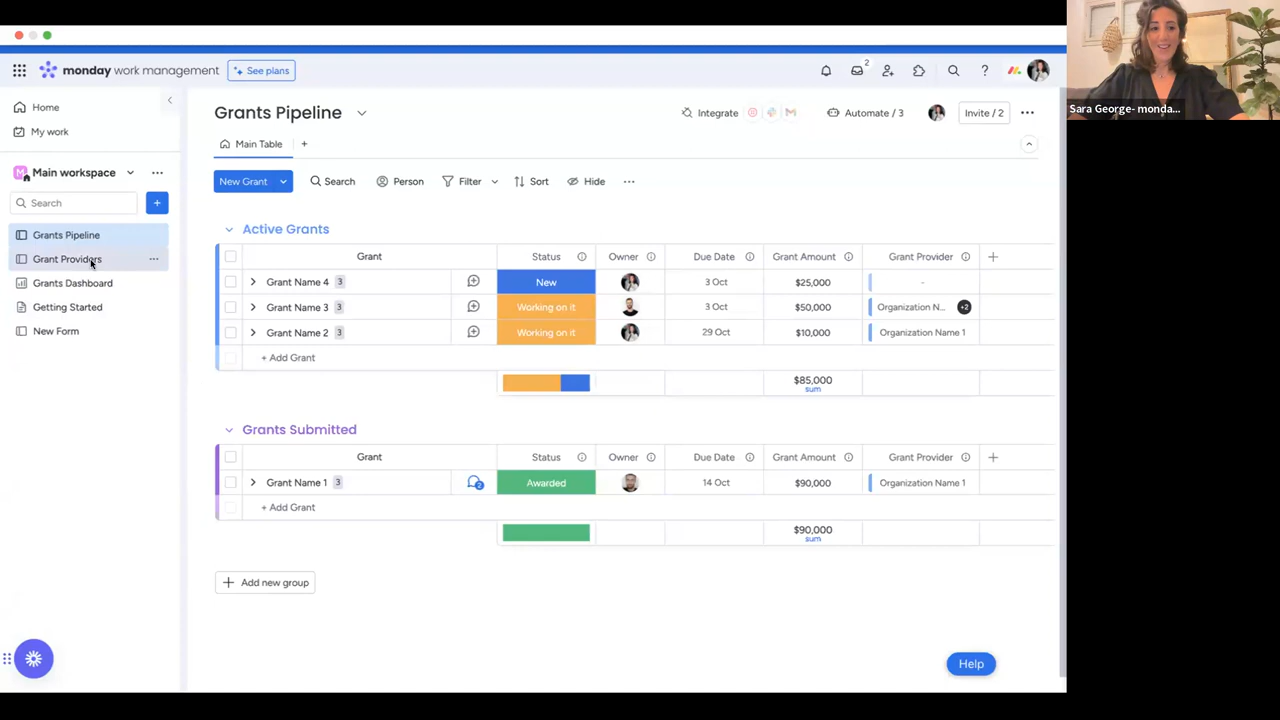 monday work management
See plans
2
Sara George- monda...
Home
My work
Main workspace
Search
Grants Pipeline
Grant Providers
Grants Dashboard
Getting Started
New Form
Grants Pipeline
Integrate
Automate / 3
Invite / 2
Main Table
New Grant
Search
Person
Filter
Sort
Hide
Active Grants
Grant Status Owner Due Date Grant Amount Grant Provider
Grant Name 4 3 New 3 Oct $25,000 -
Grant Name 3 3 Working on it 3 Oct $50,000 Organization N... +2
Grant Name 2 3 Working on it 29 Oct $10,000 Organization Name 1
+ Add Grant
$85,000
sum
Grants Submitted
Grant Status Owner Due Date Grant Amount Grant Provider
Grant Name 1 3 2 Awarded 14 Oct $90,000 Organization Name 1
+ Add Grant
$90,000
sum
+ Add new group
Help